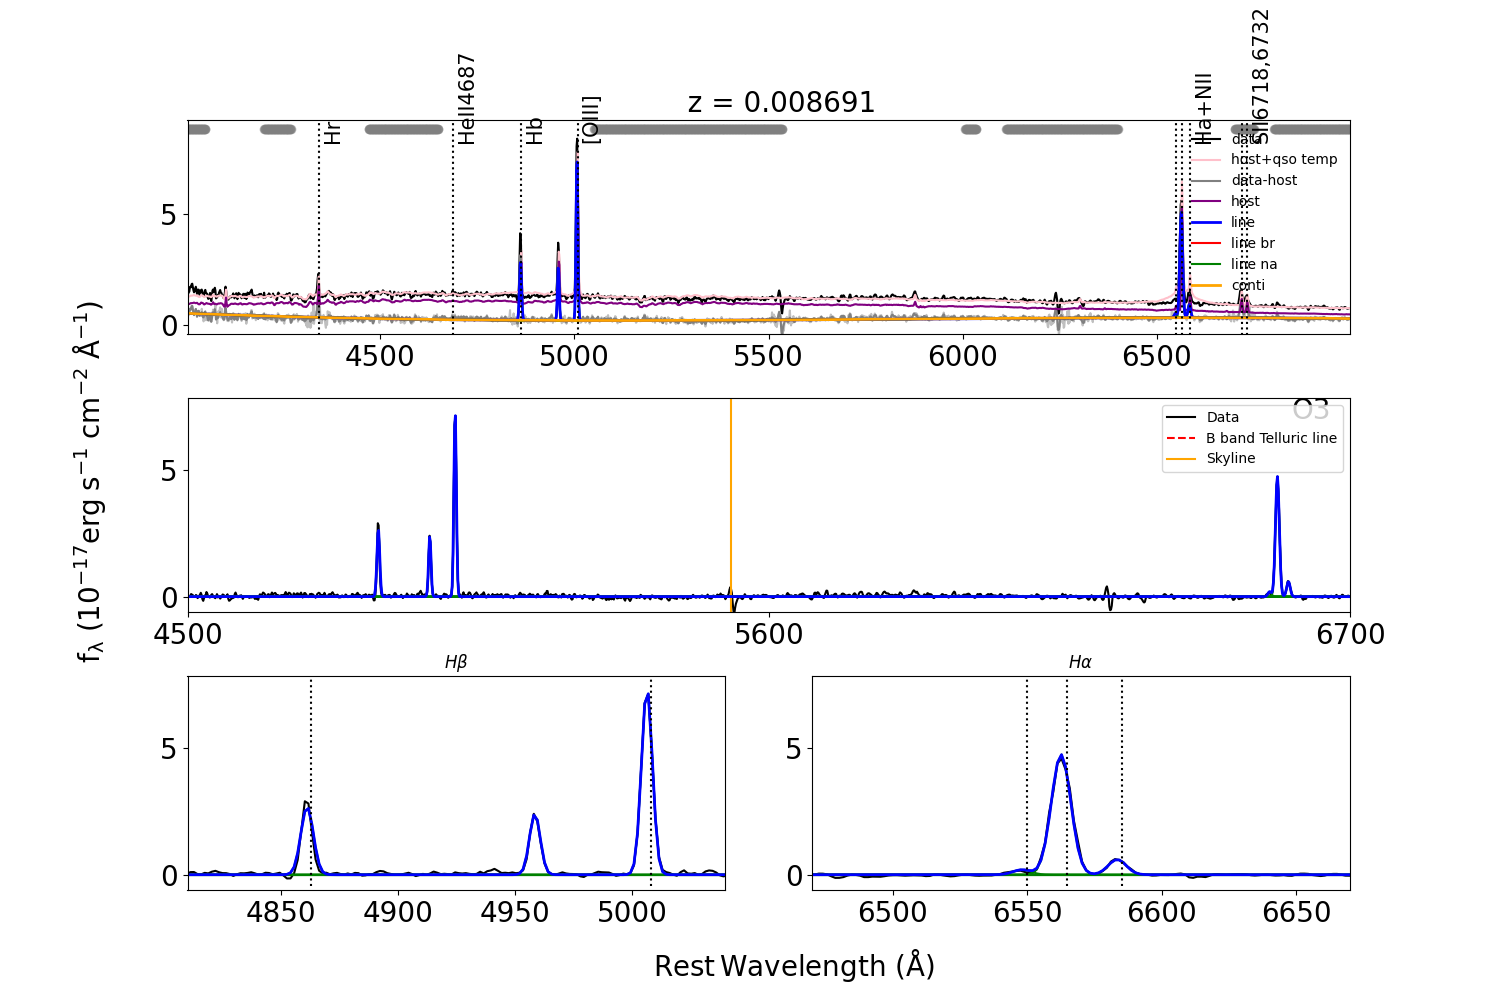 z = 0.008691
Hr
HeII4687
Hb
[OIII]
Ha+NII
SII6718,6732
data
host+qso temp
data-host
host
line
line br
line na
conti
5
0
4500
5000
5500
6000
6500
O3
Data
B band Telluric line
Skyline
5
0
4500
5600
6700
fλ (10⁻¹⁷erg s⁻¹ cm⁻² Å⁻¹)
Hβ
5
0
4850
4900
4950
5000
Hα
5
0
6500
6550
6600
6650
Rest Wavelength (Å)